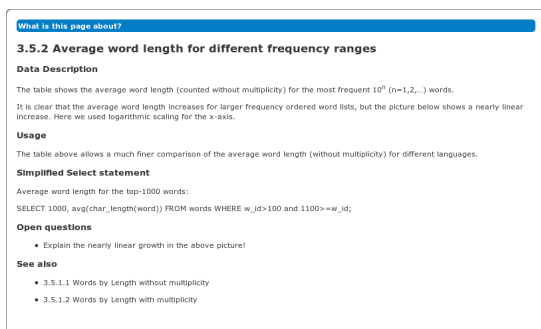 What is this page about?
3.5.2 Average word length for different frequency ranges
Data Description
The table shows the average word length (counted without multiplicity) for the most frequent 10^n (n=1,2,...) words.
It is clear that the average word length increases for larger frequency ordered word lists, but the picture below shows a nearly linear
increase. Here we used logarithmic scaling for the x-axis.
Usage
The table above allows a much finer comparison of the average word length (without multiplicity) for different languages.
Simplified Select statement
Average word length for the top-1000 words:
SELECT 1000, avg(char_length(word)) FROM words WHERE w_id>100 and 1100>=w_id;
Open questions
• Explain the nearly linear growth in the above picture!
See also
• 3.5.1.1 Words by Length without multiplicity
• 3.5.1.2 Words by Length with multiplicity